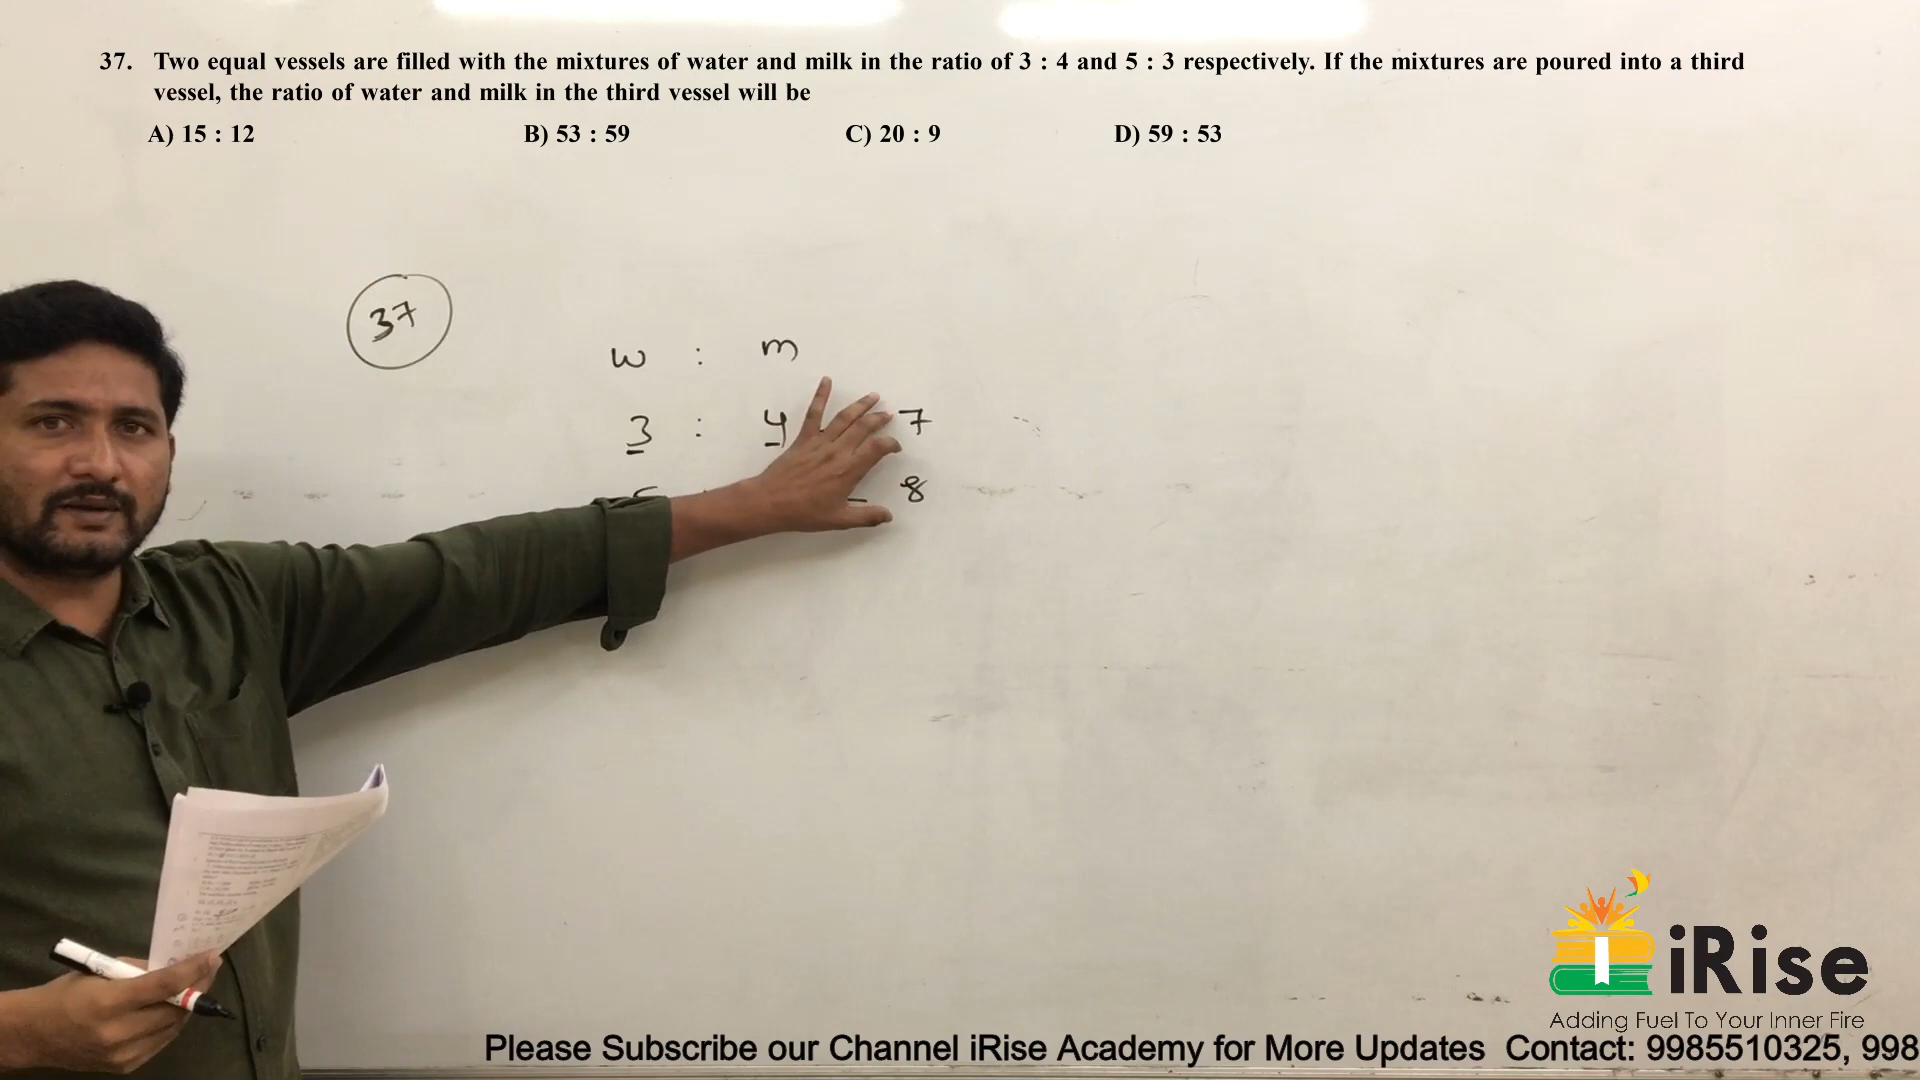 37. Two equal vessels are filled with the mixtures of water and milk in the ratio of 3 : 4 and 5 : 3 respectively. If the mixtures are poured into a third
vessel, the ratio of water and milk in the third vessel will be
A) 15 : 12 B) 53 : 59 C) 20 : 9 D) 59 : 53
37
w : m
3 : 4 7
8
iRise
Adding Fuel To Your Inner Fire
Please Subscribe our Channel iRise Academy for More Updates Contact: 9985510325, 998